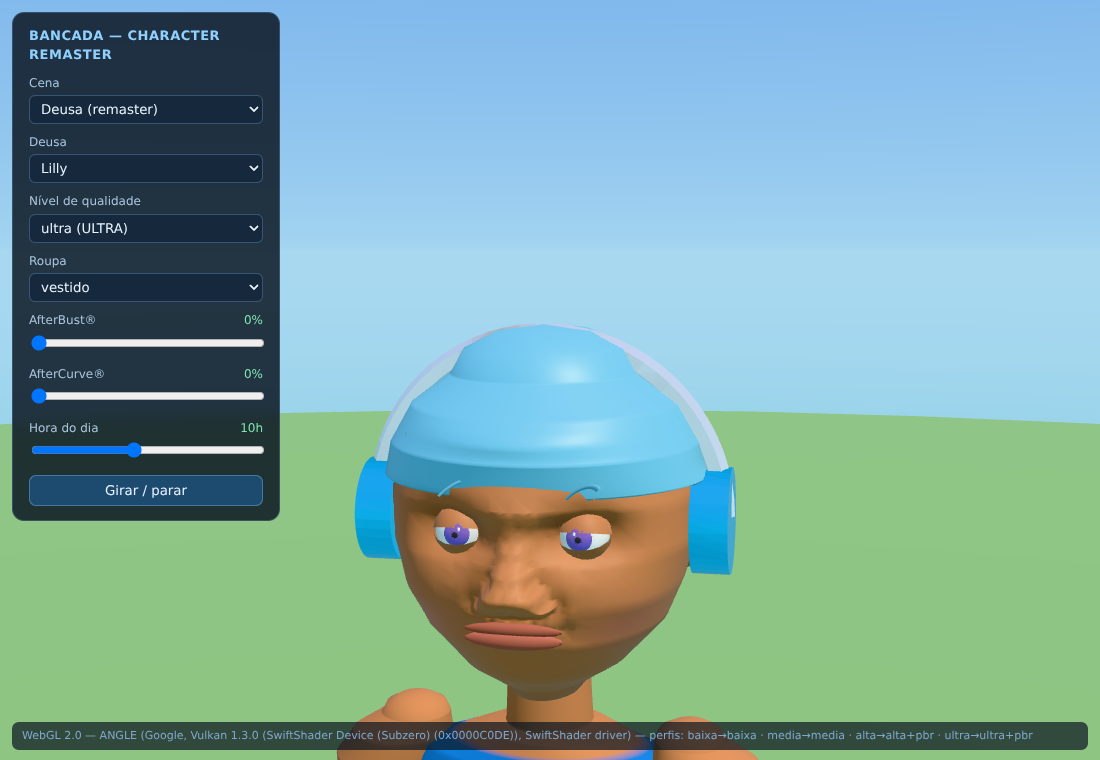 BANCADA — CHARACTER
REMASTER
Cena
Deusa (remaster)
Deusa
Lilly
Nível de qualidade
ultra (ULTRA)
Roupa
vestido
AfterBust® 0%
AfterCurve® 0%
Hora do dia 10h
Girar / parar
WebGL 2.0 — ANGLE (Google, Vulkan 1.3.0 (SwiftShader Device (Subzero) (0x0000C0DE)), SwiftShader driver) — perfis: baixa→baixa · media→media · alta→alta+pbr · ultra→ultra+pbr